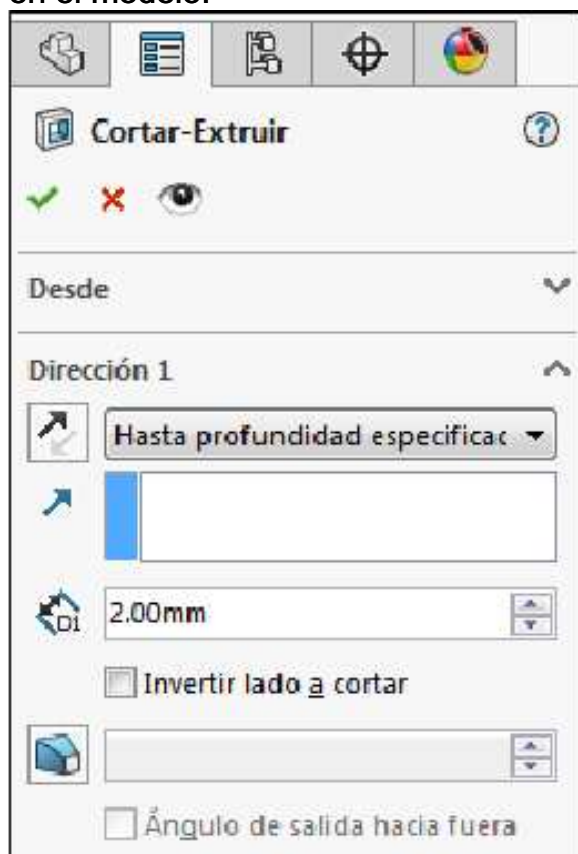 en el modelo.
Cortar-Extruir
Desde
Dirección 1
Hasta profundidad especificac
D1
2.00mm
Invertir lado a cortar
Ángulo de salida hacia fuera